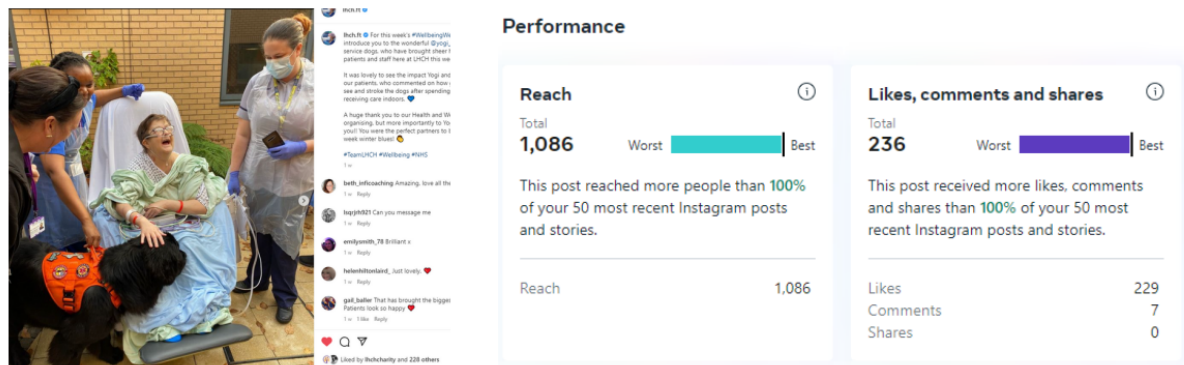 lhch.ft
lhch.ft For this week's #WellbeingWe
introduce you to the wonderful @yogi_
service dogs, who have brought cheer
patients and staff here at LHCH this we
It was lovely to see the impact Yogi and
our patients, who commented on how
see and stroke the dogs after spending
receiving care indoors.
A huge thank you to our Health and We
organising, but more importantly to Yo
you!! You were the perfect partners to
week winter blues!
#TeamLHCH #Wellbeing #NHS
1 w
beth_inficoaching Amazing, love all the
1 w Reply
Can you message me
1 w Reply
emilysmith_78 Brilliant x
1 w Reply
helenhiltonlaird_ Just lovely.
1 w Reply
gail_baller That has brought the bigges
Patients look so happy
1 w 1 like Reply
Liked by lhchcharity and 228 others
Performance
Reach
Total
1,086
Worst
Best
This post reached more people than 100%
of your 50 most recent Instagram posts
and stories.
Reach 1,086
Likes, comments and shares
Total
236
Worst
Best
This post received more likes, comments
and shares than 100% of your 50 most
recent Instagram posts and stories.
Likes 229
Comments 7
Shares 0